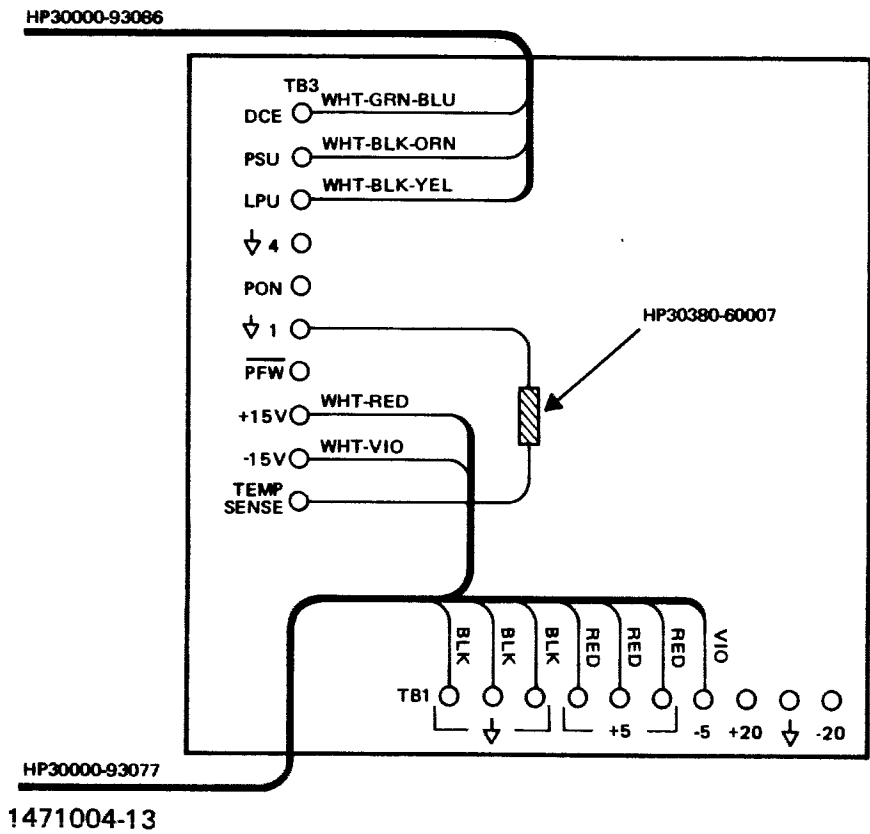 HP30000-93086
TB3
DCE WHT-GRN-BLU
PSU WHT-BLK-ORN
LPU WHT-BLK-YEL
4
PON
1
HP30380-60007
PFW
+15V WHT-RED
-15V WHT-VIO
TEMP
SENSE
BLK BLK BLK RED RED RED VIO
TB1
+5 -5 +20 -20
HP30000-93077
1471004-13